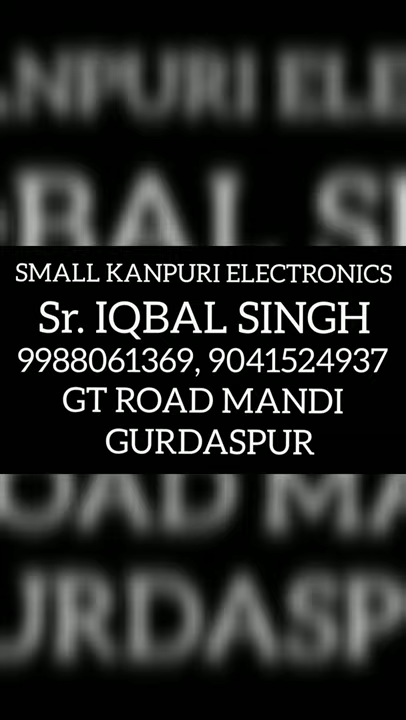 SMALL KANPURI ELECTRONICS
Sr. IQBAL SINGH
9988061369, 9041524937
GT ROAD MANDI
GURDASPUR